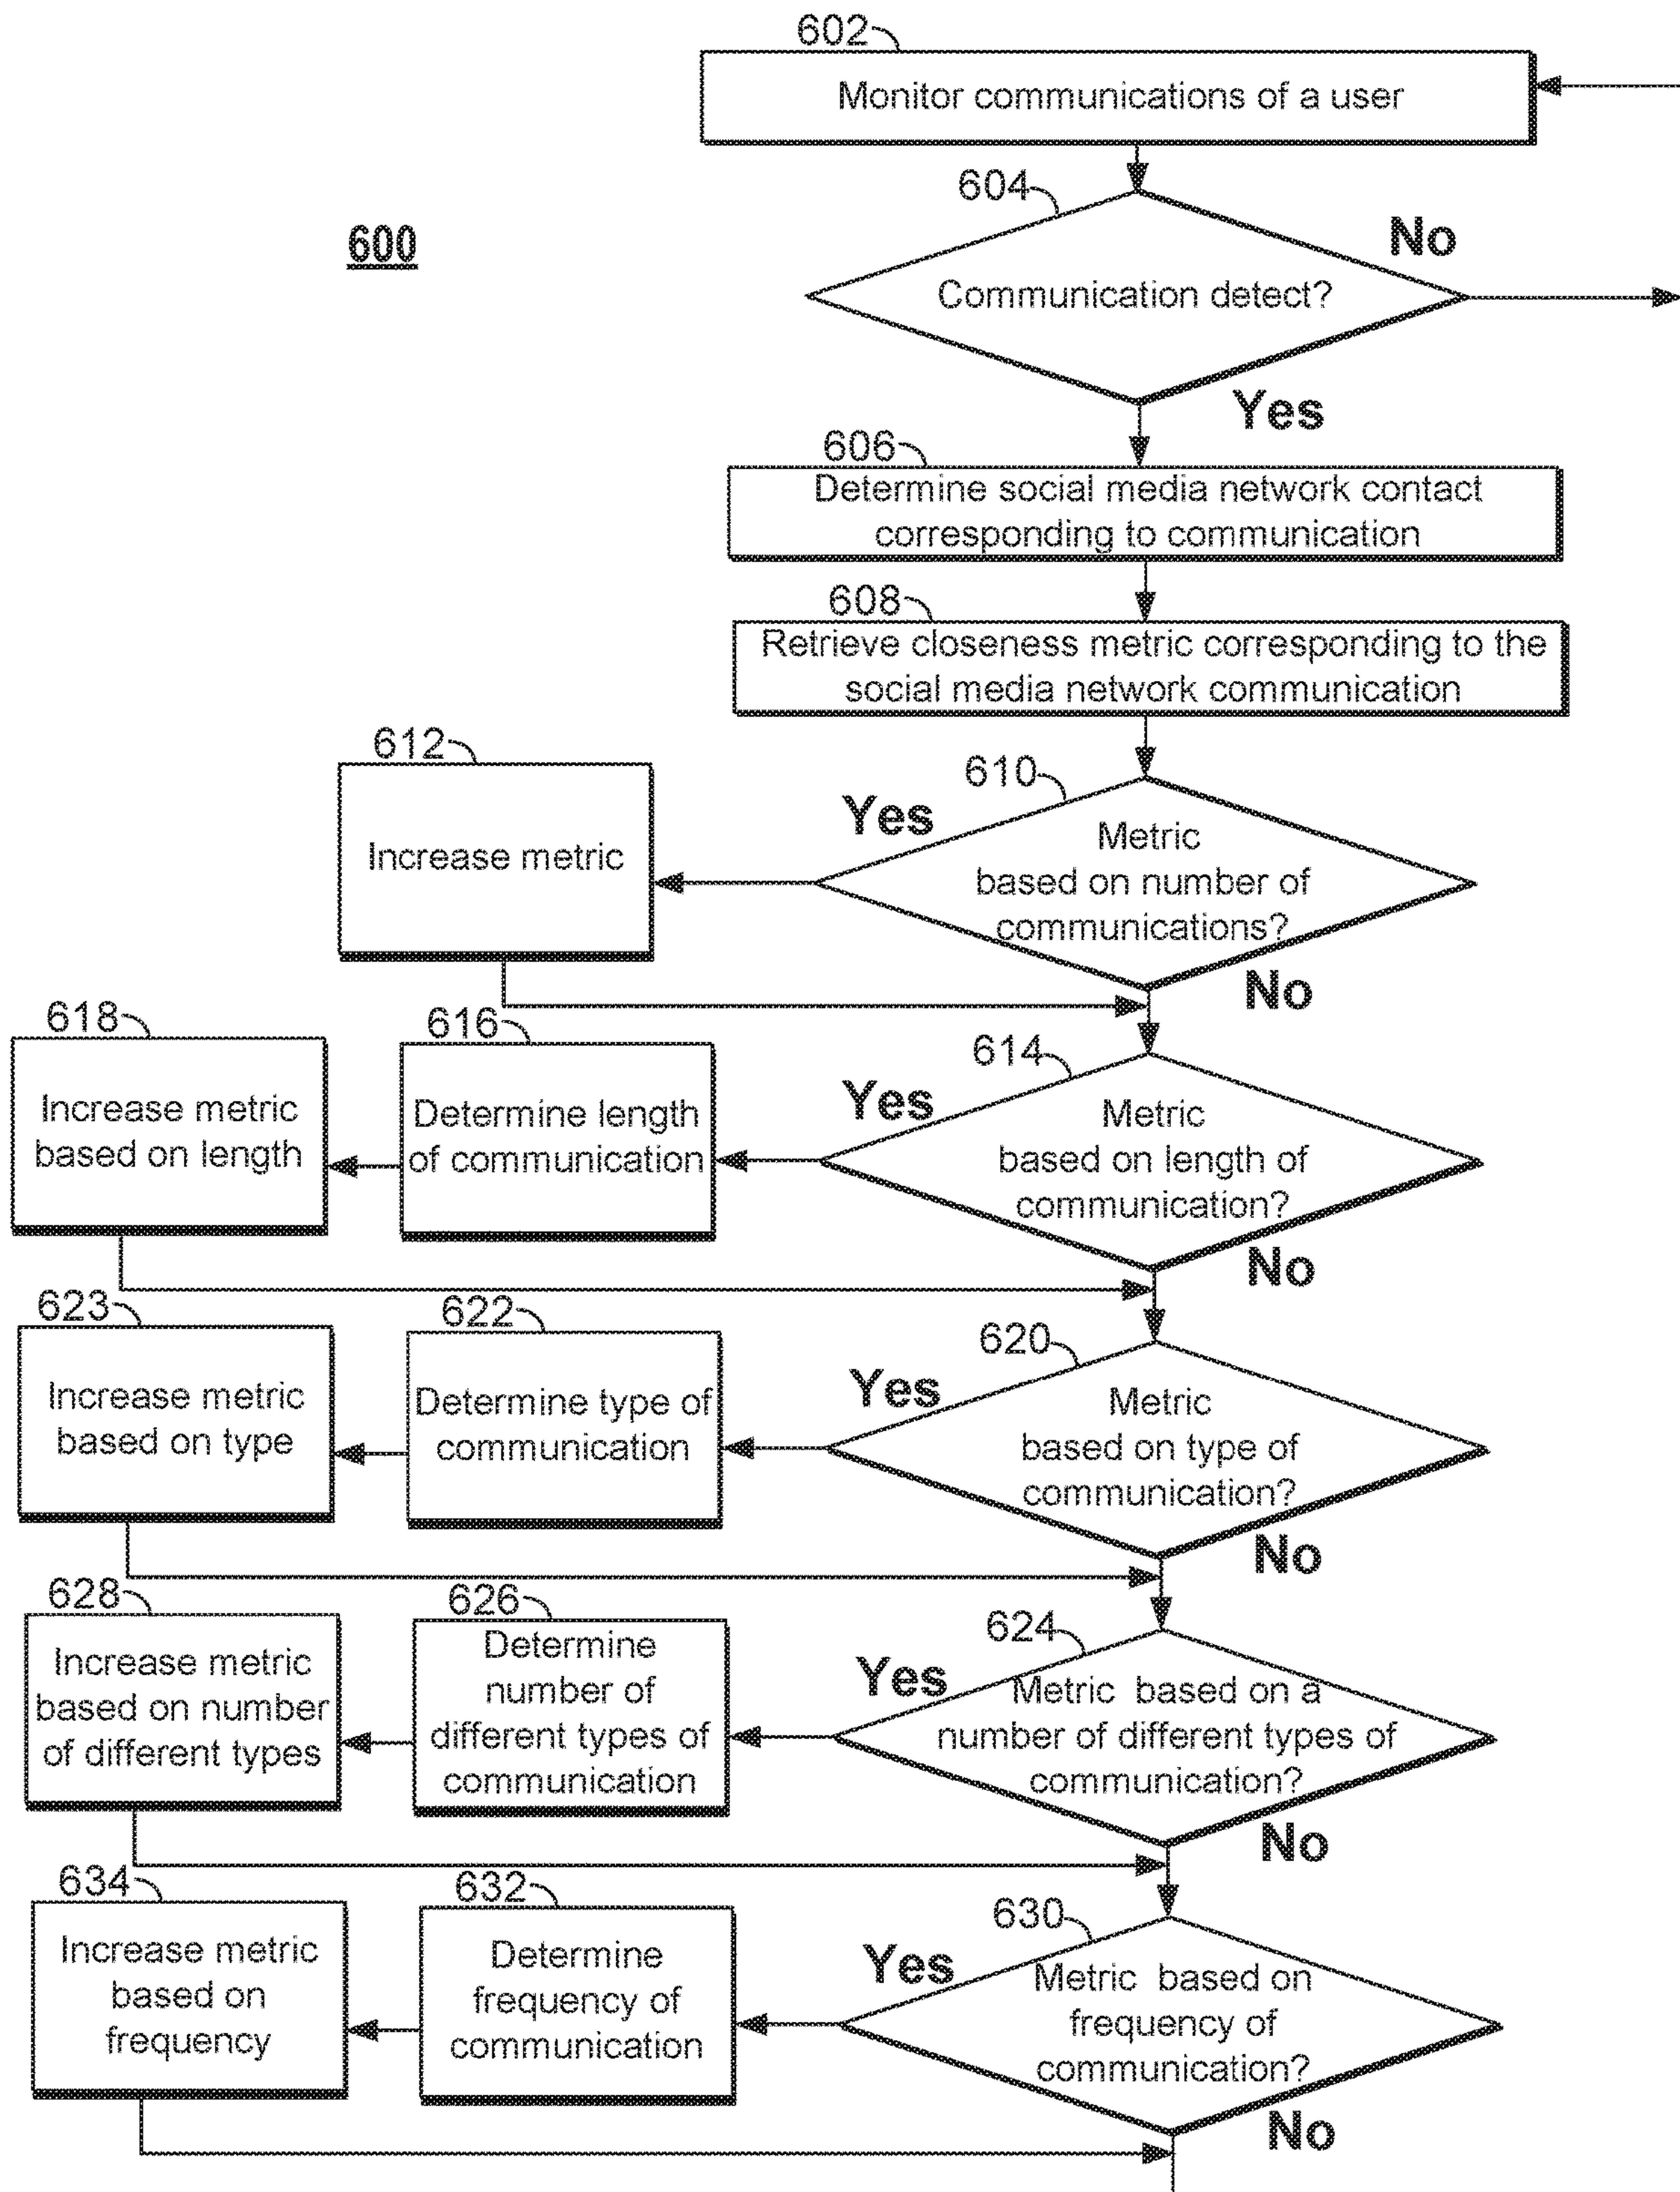 602
Monitor communications of a user
604
600
No
Communication detect?
Yes
606
Determine social media network contact
corresponding to communication
608
Retrieve closeness metric corresponding to the
social media network communication
612
Increase metric
610
Yes
Metric
based on number of
communications?
No
618
Increase metric
based on length
616
Determine length
of communication
614
Yes
Metric
based on length of
communication?
No
623
Increase metric
based on type
622
Determine type of
communication
620
Yes
Metric
based on type of
communication?
No
628
Increase metric
based on number
of different types
626
Determine
number of
different types of
communication
624
Yes
Metric based on a
number of different types of
communication?
No
634
Increase metric
based on
frequency
632
Determine
frequency of
communication
630
Yes
Metric based on
frequency of
communication?
No